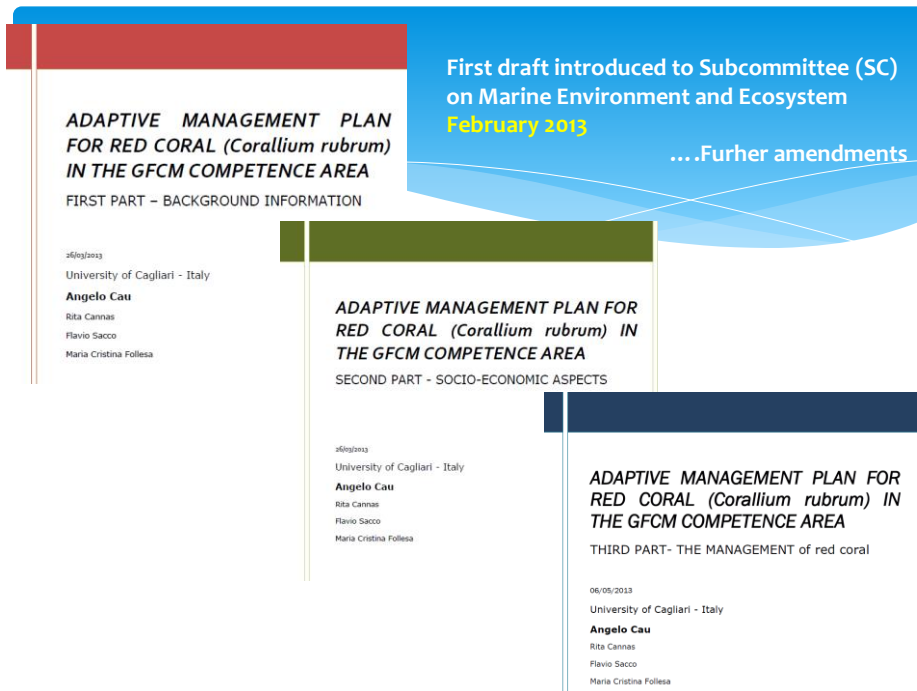 First draft introduced to Subcommittee (SC)
on Marine Environment and Ecosystem
February 2013
....Furher amendments
ADAPTIVE MANAGEMENT PLAN
FOR RED CORAL (Corallium rubrum)
IN THE GFCM COMPETENCE AREA
FIRST PART – BACKGROUND INFORMATION
26/03/2013
University of Cagliari - Italy
Angelo Cau
Rita Cannas
Flavio Sacco
Maria Cristina Follesa
ADAPTIVE MANAGEMENT PLAN FOR
RED CORAL (Corallium rubrum) IN
THE GFCM COMPETENCE AREA
SECOND PART - SOCIO-ECONOMIC ASPECTS
26/03/2013
University of Cagliari - Italy
Angelo Cau
Rita Cannas
Flavio Sacco
Maria Cristina Follesa
ADAPTIVE MANAGEMENT PLAN FOR
RED CORAL (Corallium rubrum) IN
THE GFCM COMPETENCE AREA
THIRD PART- THE MANAGEMENT of red coral
06/05/2013
University of Cagliari - Italy
Angelo Cau
Rita Cannas
Flavio Sacco
Maria Cristina Follesa